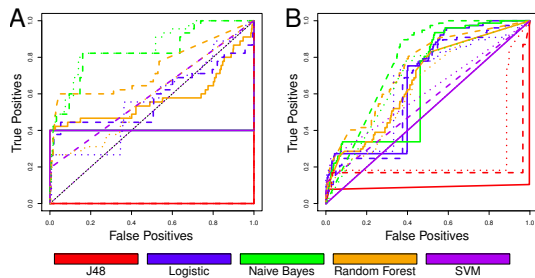 A
B
1.0
0.8
0.6
0.4
0.2
0.0
True Positives
0.0 0.2 0.4 0.6 0.8 1.0
False Positives
1.0
0.8
0.6
0.4
0.2
0.0
True Positives
0.0 0.2 0.4 0.6 0.8 1.0
False Positives
J48 Logistic Naive Bayes Random Forest SVM